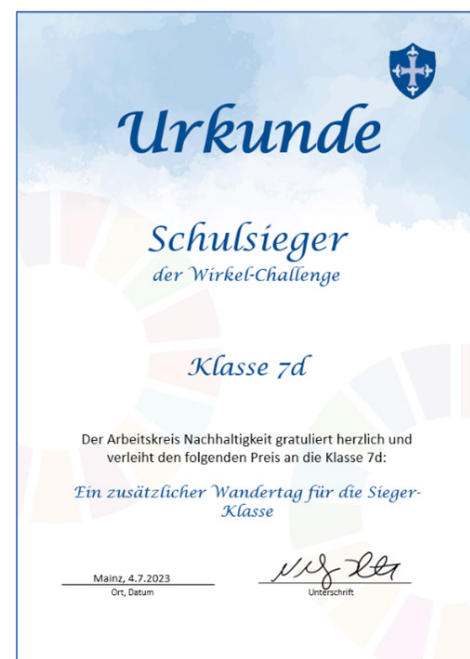 Urkunde
Schulsieger
der Wirkel-Challenge
Klasse 7d
Der Arbeitskreis Nachhaltigkeit gratuliert herzlich und
verleiht den folgenden Preis an die Klasse 7d:
Ein zusätzlicher Wandertag für die Sieger-
Klasse
Mainz, 4.7.2023
Ort, Datum
Unterschrift